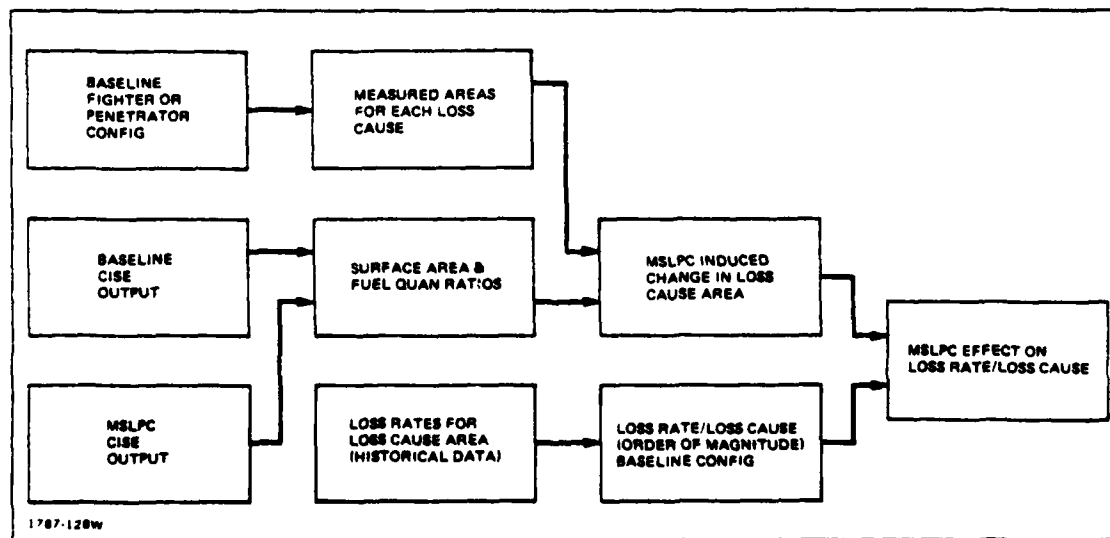 BASELINE
FIGHTER OR
PENETRATOR
CONFIG
MEASURED AREAS
FOR EACH LOSS
CAUSE
BASELINE
CISE
OUTPUT
SURFACE AREA &
FUEL QUAN RATIOS
MSLPC INDUCED
CHANGE IN LOSS
CAUSE AREA
MSLPC EFFECT ON
LOSS RATE/LOSS CAUSE
MSLPC
CISE
OUTPUT
LOSS RATES FOR
LOSS CAUSE AREA
(HISTORICAL DATA)
LOSS RATE/LOSS CAUSE
(ORDER OF MAGNITUDE)
BASELINE CONFIG
1787-128W